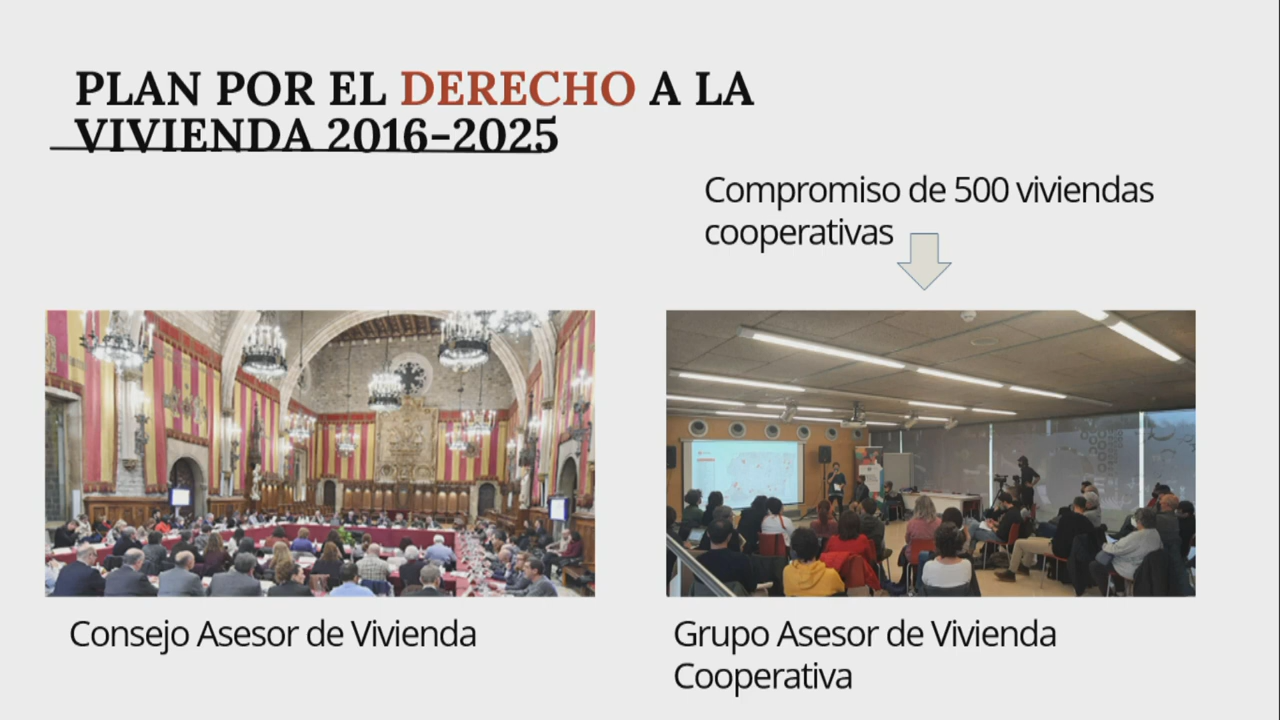 PLAN POR EL DERECHO A LA
VIVIENDA 2016-2025
Compromiso de 500 viviendas
cooperativas
Consejo Asesor de Vivienda
Grupo Asesor de Vivienda
Cooperativa